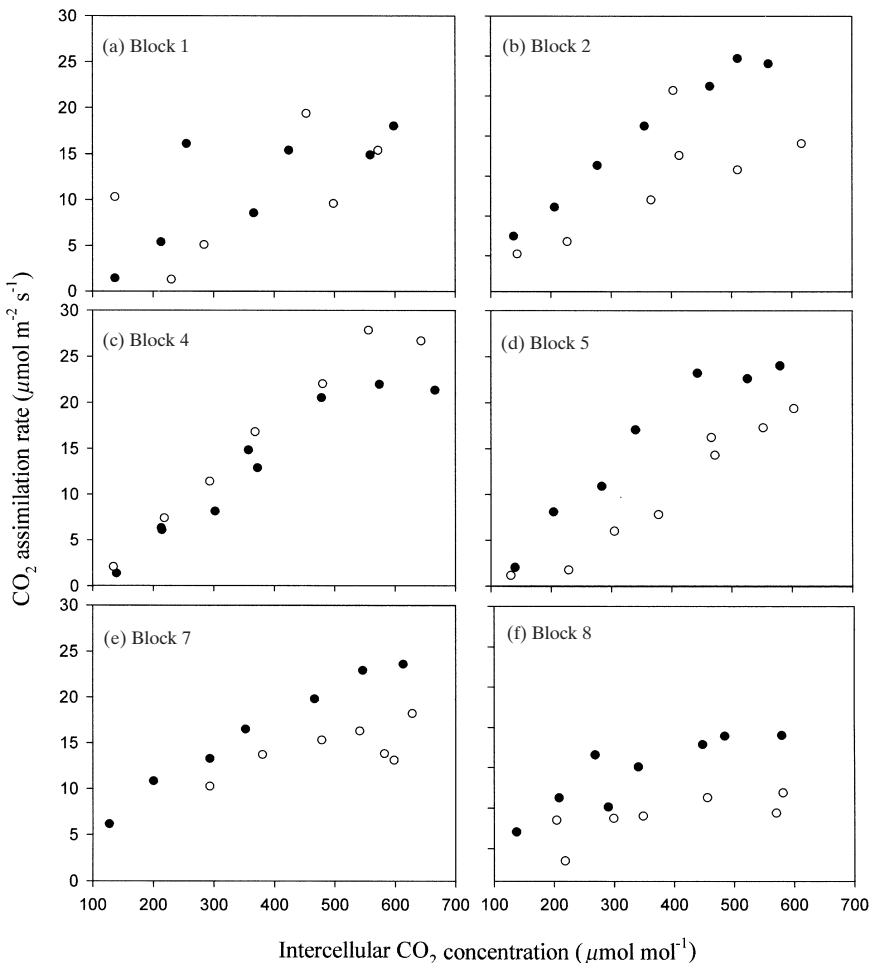 30
25
20
15
10
5
0
(a) Block 1
(b) Block 2
30
25
20
15
10
5
0
(c) Block 4
(d) Block 5
30
25
20
15
10
5
0
(e) Block 7
(f) Block 8
100 200 300 400 500 600 700
100 200 300 400 500 600 700
CO₂ assimilation rate (μmol m⁻² s⁻¹)
Intercellular CO₂ concentration (μmol mol⁻¹)